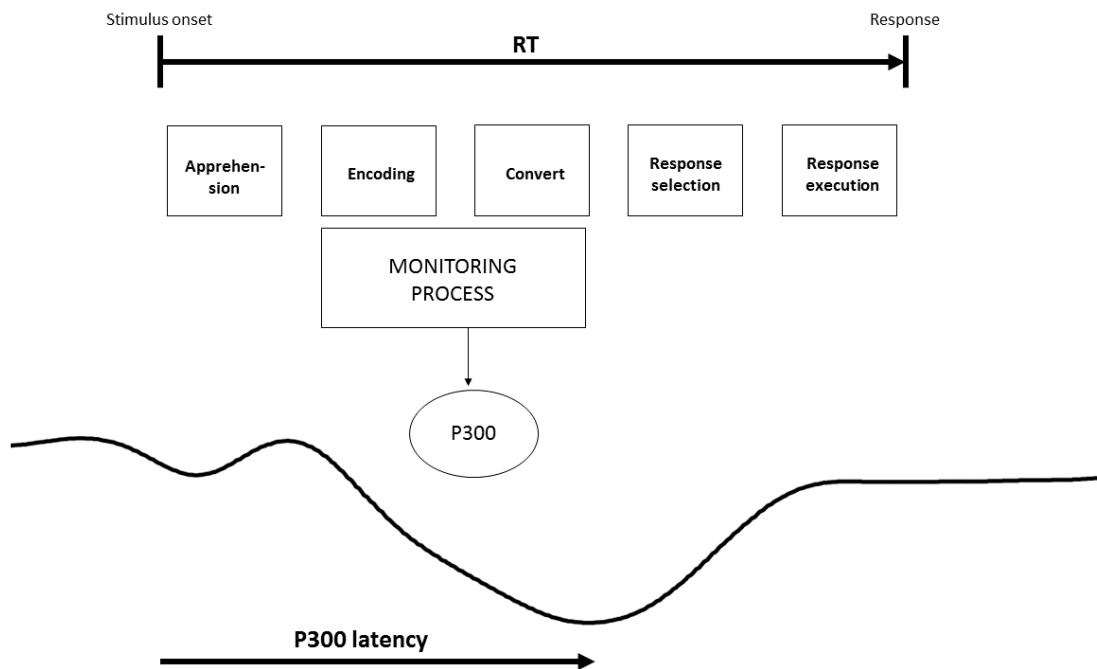 Stimulus onset
Response
RT
Apprehen-
sion
Encoding
Convert
Response
selection
Response
execution
MONITORING
PROCESS
P300
P300 latency